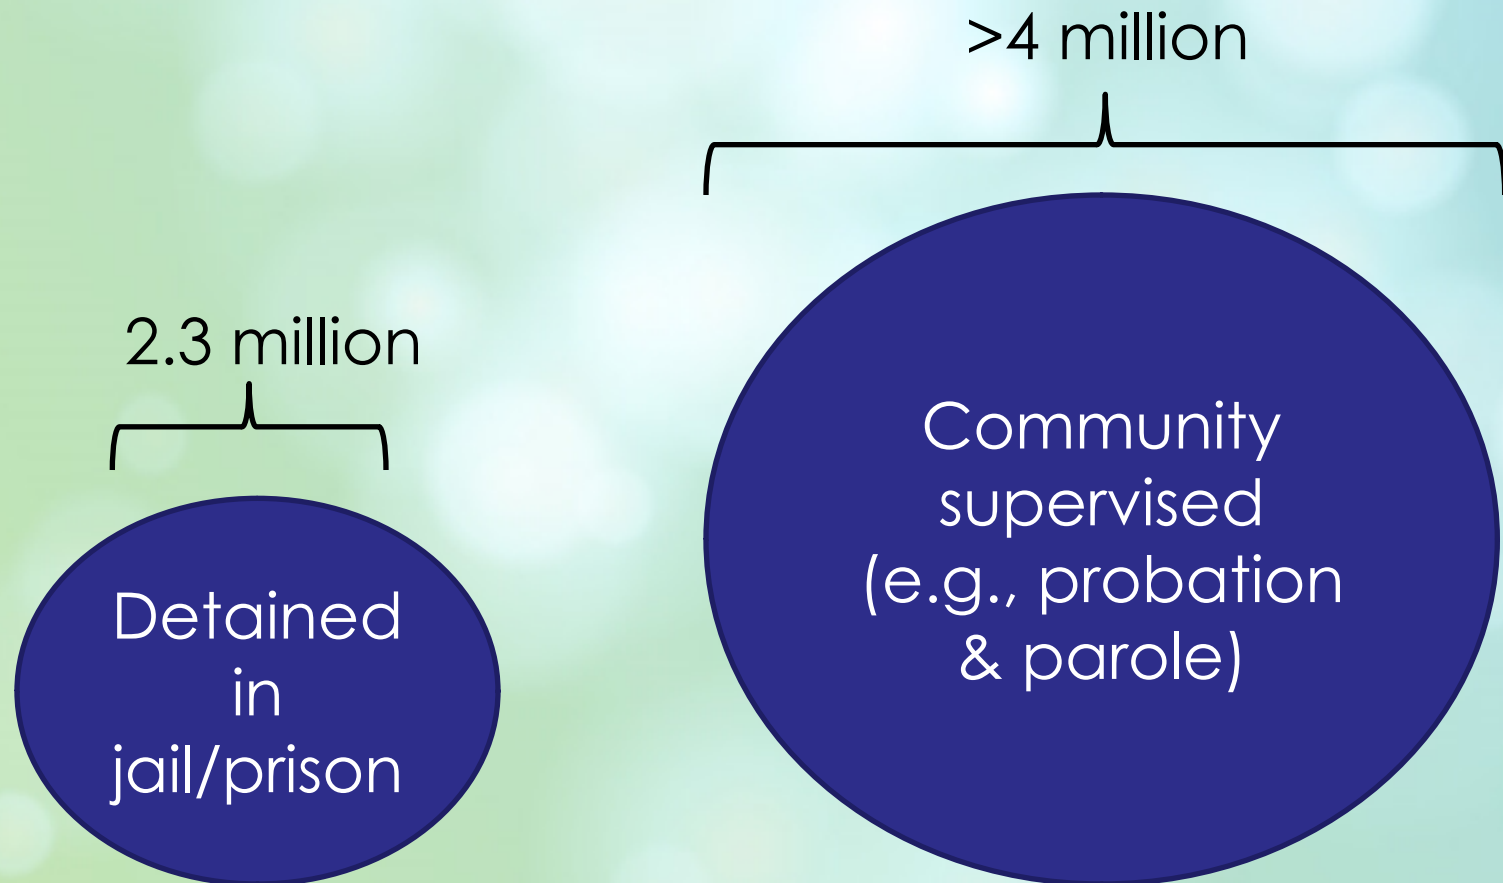 >4 million
2.3 million
Community
supervised
(e.g., probation
& parole)
Detained
in
jail/prison